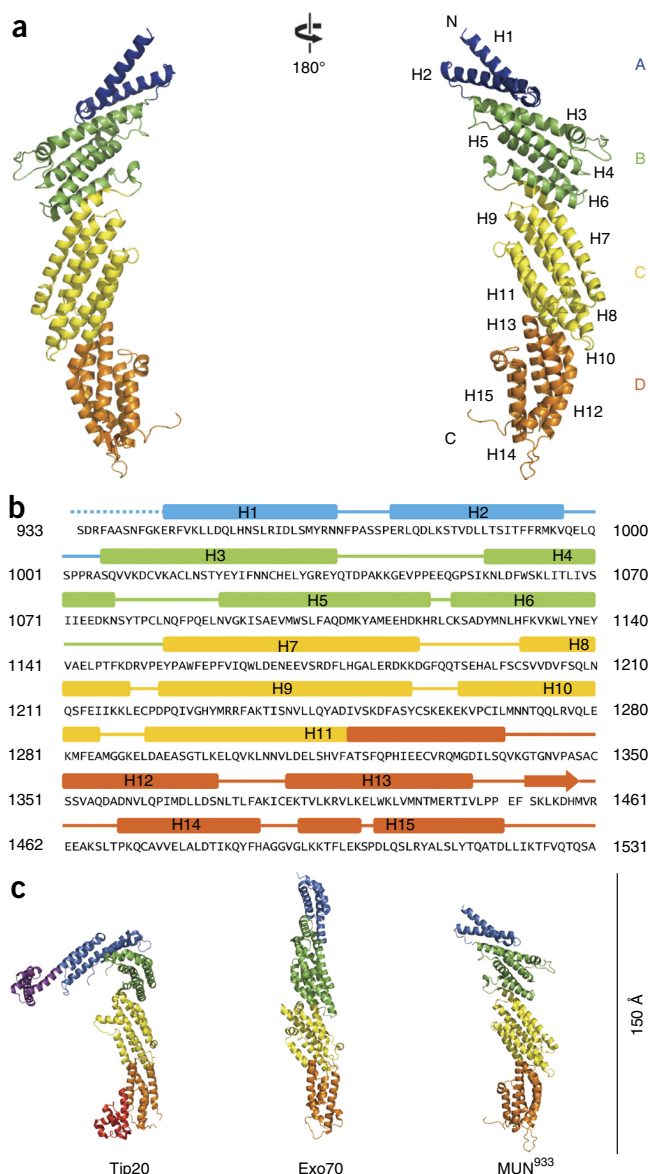 a
180°
N
H1
H2
A
H3
H5
B
H4
H6
H9
H7
C
H11
H8
H13
H10
D
H15
H12
C
H14
b
H1 H2
933 SDRFAASNFGKERFVKLLDQLHNSLRIDLSMYRNNFPASSPERLQDLKSTVDLLTSITFFRMKVQELQ 1000
H3 H4
1001 SPPRASQVVKDCVKACLNSTYEYIFNNCHELYGREYQTDPAKKGEVPPEEQGPSIKNLDFWSKLITLIVS 1070
H5 H6
1071 IIEEDKNSYTPCLNQFPQELNVGKISAEVMWSLFAQDMKYAMEEHDKHRLCKSADYMNLHFKVKWLYNEY 1140
H7 H8
1141 VAELPTFKDRVPEYPAWFEPFVIQWLDENEEVSRDFLHGALERDKKDGFQQTSEHALFSCSVVDVFSQLN 1210
H9 H10
1211 QSFEIIKKLECPDPQIVGHYMRRFAKTISNVLLQYADIVSKDFASYCSKEKEKVPCILMNNTQQLRVQLE 1280
H11
1281 KMFEAMGGKELDAEASGTLKELQVKLNNVLDELSHVFATSFQPHIEECVRQMGDILSQVKGTGNVPASAC 1350
H12 H13
1351 SSVAQDADNVLQPIMDLLDSNLTLFAKICEKTVLKRVLKELWKLVMNTMERTIVLPP EF SKLKDHMVR 1461
H14 H15
1462 EEAKSLTPKQCAVVELALDTIKQYFHAGGVGLKKTFLEKSPDLQSLRYALSLYTQATDLLIKTFVQTQSA 1531
c
150 Å
Tip20 Exo70 MUN933